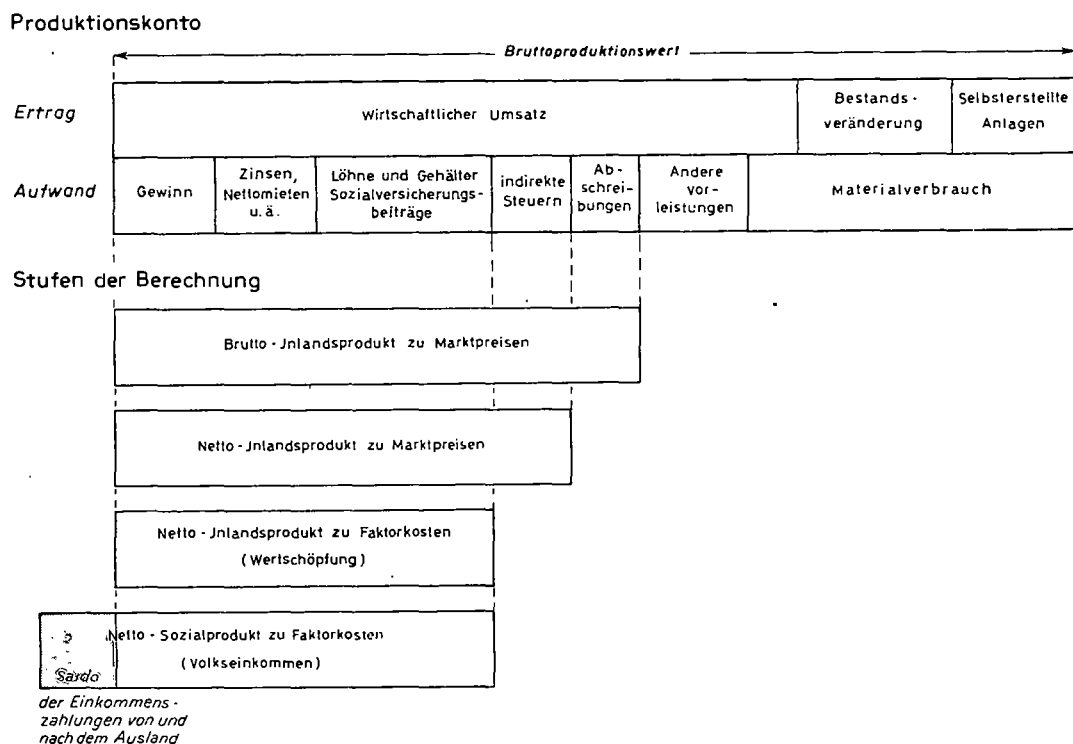 Produktionskonto
Bruttoproduktionswert
Ertrag
Wirtschaftlicher Umsatz
Bestands-
veränderung
Selbsterstellte
Anlagen
Aufwand
Gewinn
Zinsen,
Nettomieten
u.ä.
Löhne und Gehälter
Sozialversicherungs-
beiträge
indirekte
Steuern
Ab-
schrei-
bungen
Andere
vor-
leistungen
Materialverbrauch
Stufen der Berechnung
Brutto-Jnlandsprodukt zu Marktpreisen
Netto-Jnlandsprodukt zu Marktpreisen
Netto-Jnlandsprodukt zu Faktorkosten
(Wertschöpfung)
Netto-Sozialprodukt zu Faktorkosten
(Volkseinkommen)
Saldo
der Einkommens-
zahlungen von und
nach dem Ausland